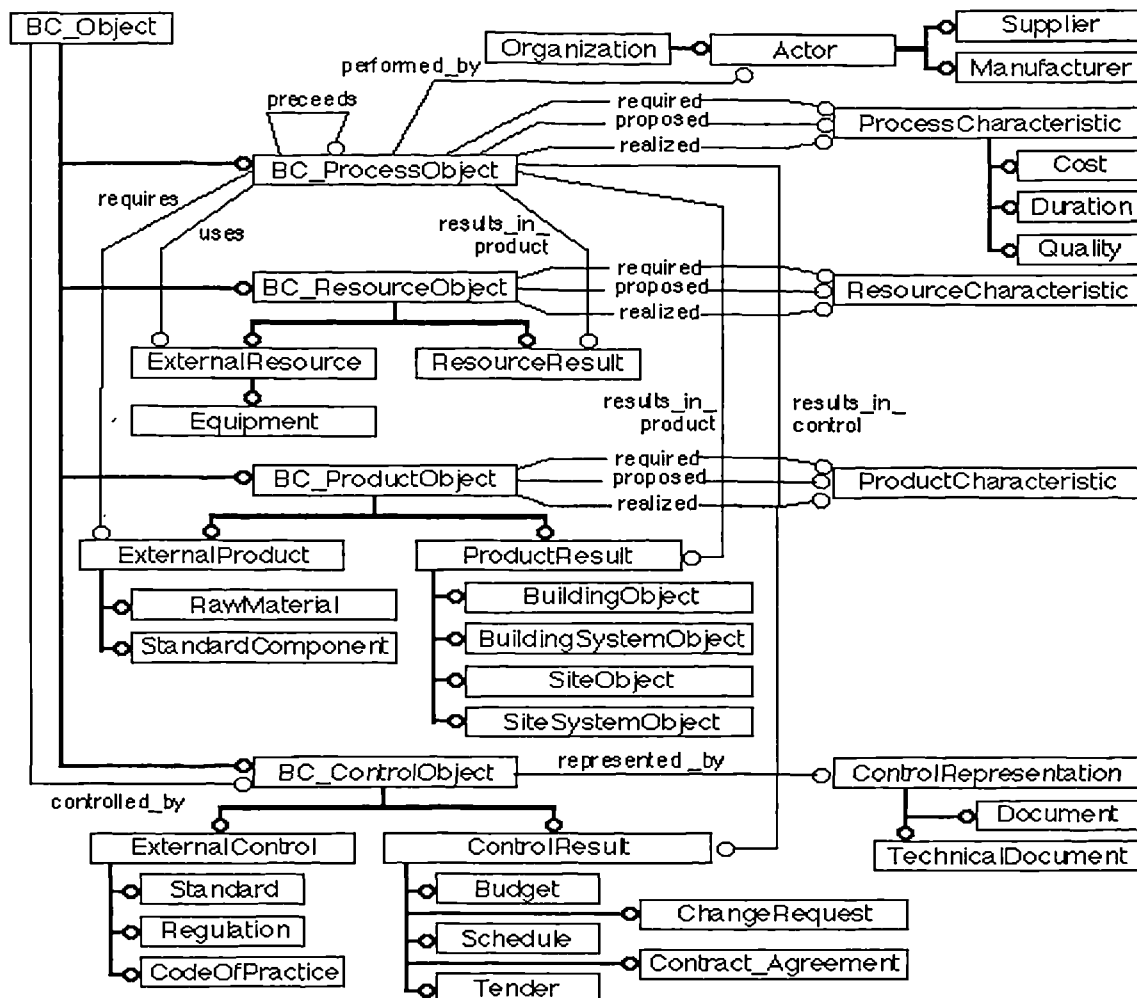 BC_Object
Supplier
Organization
Actor
Manufacturer
performed_by
preceeds
required
proposed
realized
ProcessCharacteristic
BC_ProcessObject
Cost
requires
Duration
uses
results_in_
product
Quality
BC_ResourceObject
required
proposed
realized
ResourceCharacteristic
ExternalResource
ResourceResult
Equipment
results_in_
product
results_in_
control
BC_ProductObject
required
proposed
realized
ProductCharacteristic
ExternalProduct
ProductResult
RawMaterial
BuildingObject
StandardComponent
BuildingSystemObject
SiteObject
SiteSystemObject
BC_ControlObject
represented_by
ControlRepresentation
controlled_by
Document
ExternalControl
ControlResult
TechnicalDocument
Standard
Budget
ChangeRequest
Regulation
Schedule
Contract_Agreement
CodeOfPractice
Tender